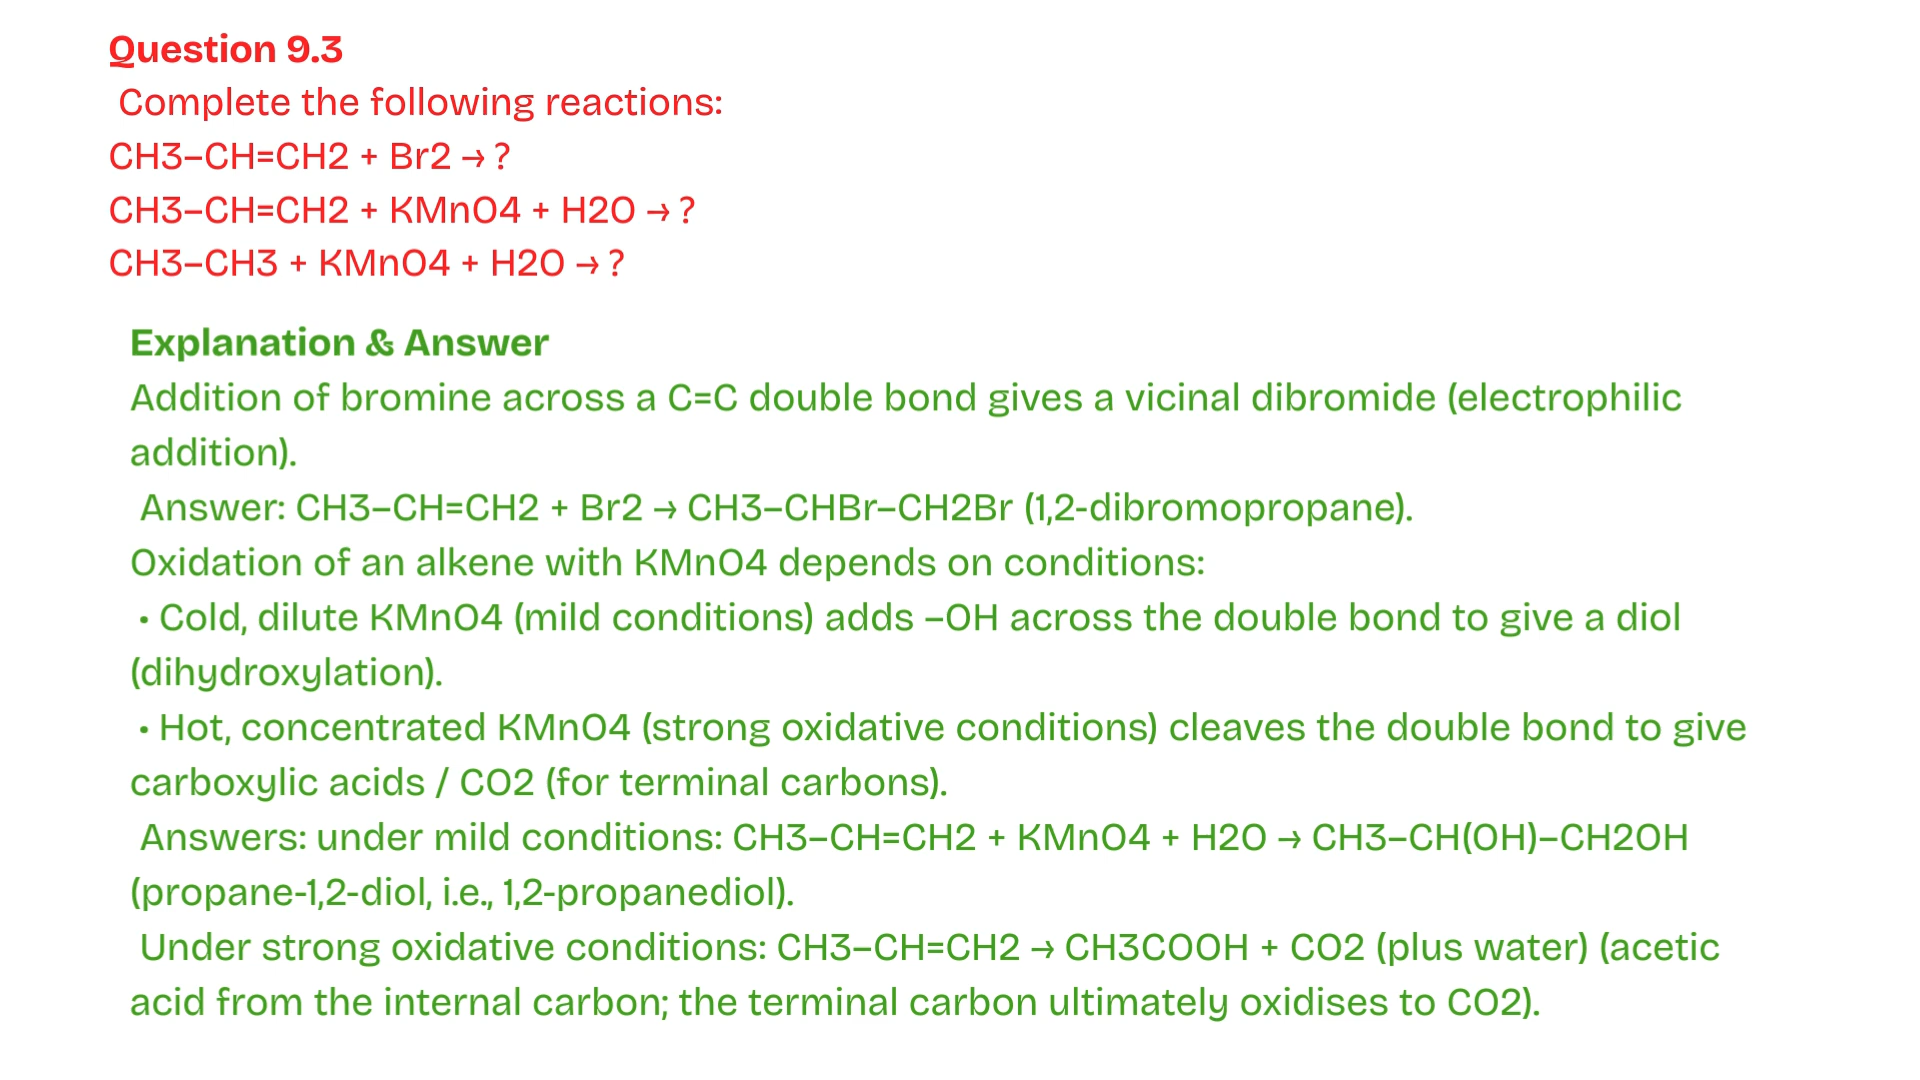 Question 9.3
Complete the following reactions:
CH3–CH=CH2 + Br2 → ?
CH3–CH=CH2 + KMnO4 + H2O → ?
CH3–CH3 + KMnO4 + H2O → ?
Explanation & Answer
Addition of bromine across a C=C double bond gives a vicinal dibromide (electrophilic
addition).
Answer: CH3–CH=CH2 + Br2 → CH3–CHBr–CH2Br (1,2-dibromopropane).
Oxidation of an alkene with KMnO4 depends on conditions:
• Cold, dilute KMnO4 (mild conditions) adds –OH across the double bond to give a diol
(dihydroxylation).
• Hot, concentrated KMnO4 (strong oxidative conditions) cleaves the double bond to give
carboxylic acids / CO2 (for terminal carbons).
Answers: under mild conditions: CH3–CH=CH2 + KMnO4 + H2O → CH3–CH(OH)–CH2OH
(propane-1,2-diol, i.e., 1,2-propanediol).
Under strong oxidative conditions: CH3–CH=CH2 → CH3COOH + CO2 (plus water) (acetic
acid from the internal carbon; the terminal carbon ultimately oxidises to CO2).